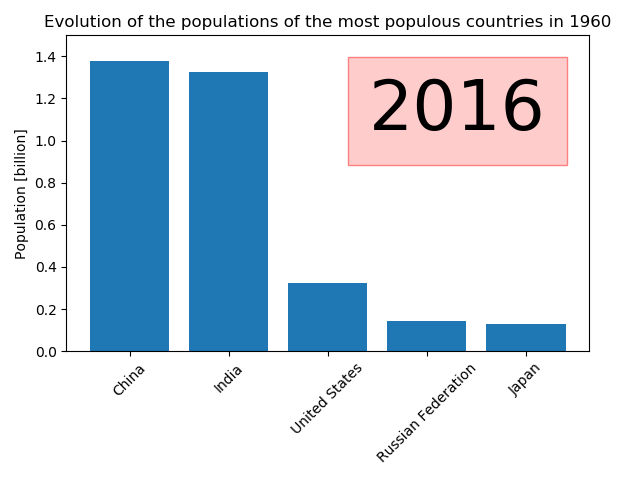 Evolution of the populations of the most populous countries in 1960
2016
Population [billion]
1.4
1.2
1.0
0.8
0.6
0.4
0.2
0.0
China
India
United States
Russian Federation
Japan